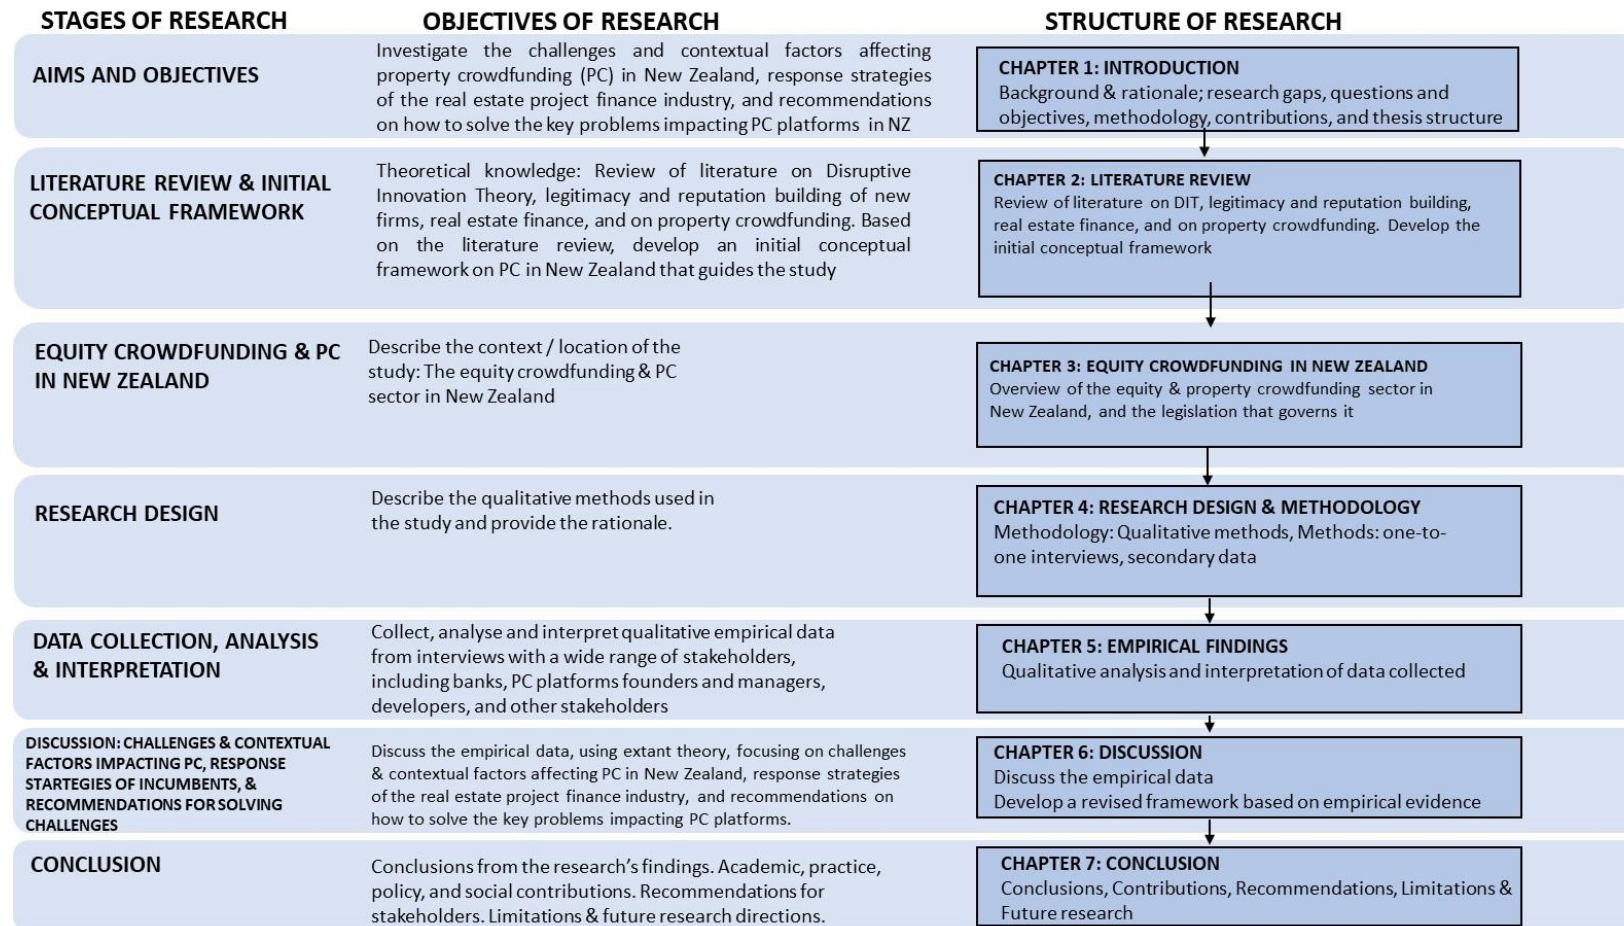 STAGES OF RESEARCH
OBJECTIVES OF RESEARCH
STRUCTURE OF RESEARCH
AIMS AND OBJECTIVES
Investigate the challenges and contextual factors affecting
property crowdfunding (PC) in New Zealand, response strategies
of the real estate project finance industry, and recommendations
on how to solve the key problems impacting PC platforms in NZ
CHAPTER 1: INTRODUCTION
Background & rationale; research gaps, questions and
objectives, methodology, contributions, and thesis structure
LITERATURE REVIEW & INITIAL
CONCEPTUAL FRAMEWORK
Theoretical knowledge: Review of literature on Disruptive
Innovation Theory, legitimacy and reputation building of new
firms, real estate finance, and on property crowdfunding. Based
on the literature review, develop an initial conceptual
framework on PC in New Zealand that guides the study
CHAPTER 2: LITERATURE REVIEW
Review of literature on DIT, legitimacy and reputation building,
real estate finance, and on property crowdfunding. Develop the
initial conceptual framework
EQUITY CROWDFUNDING & PC
IN NEW ZEALAND
Describe the context / location of the
study: The equity crowdfunding & PC
sector in New Zealand
CHAPTER 3: EQUITY CROWDFUNDING IN NEW ZEALAND
Overview of the equity & property crowdfunding sector in
New Zealand, and the legislation that governs it
RESEARCH DESIGN
Describe the qualitative methods used in
the study and provide the rationale.
CHAPTER 4: RESEARCH DESIGN & METHODOLOGY
Methodology: Qualitative methods, Methods: one-to-
one interviews, secondary data
DATA COLLECTION, ANALYSIS
& INTERPRETATION
Collect, analyse and interpret qualitative empirical data
from interviews with a wide range of stakeholders,
including banks, PC platforms founders and managers,
developers, and other stakeholders
CHAPTER 5: EMPIRICAL FINDINGS
Qualitative analysis and interpretation of data collected
DISCUSSION: CHALLENGES & CONTEXTUAL
FACTORS IMPACTING PC, RESPONSE
STARTEGIES OF INCUMBENTS, &
RECOMMENDATIONS FOR SOLVING
CHALLENGES
Discuss the empirical data, using extant theory, focusing on challenges
& contextual factors affecting PC in New Zealand, response strategies
of the real estate project finance industry, and recommendations on
how to solve the key problems impacting PC platforms.
CHAPTER 6: DISCUSSION
Discuss the empirical data
Develop a revised framework based on empirical evidence
CONCLUSION
Conclusions from the research's findings. Academic, practice,
policy, and social contributions. Recommendations for
stakeholders. Limitations & future research directions.
CHAPTER 7: CONCLUSION
Conclusions, Contributions, Recommendations, Limitations &
Future research